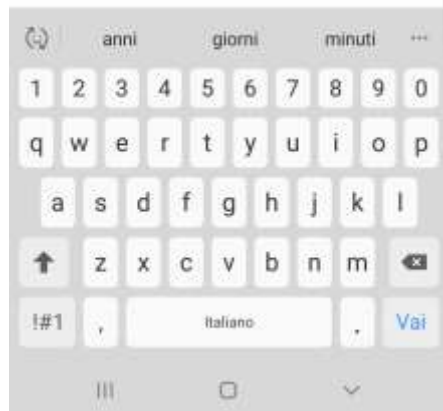 anni giorni minuti
1 2 3 4 5 6 7 8 9 0
q w e r t y u i o p
a s d f g h j k l
z x c v b n m
!#1 , Italiano . Vai